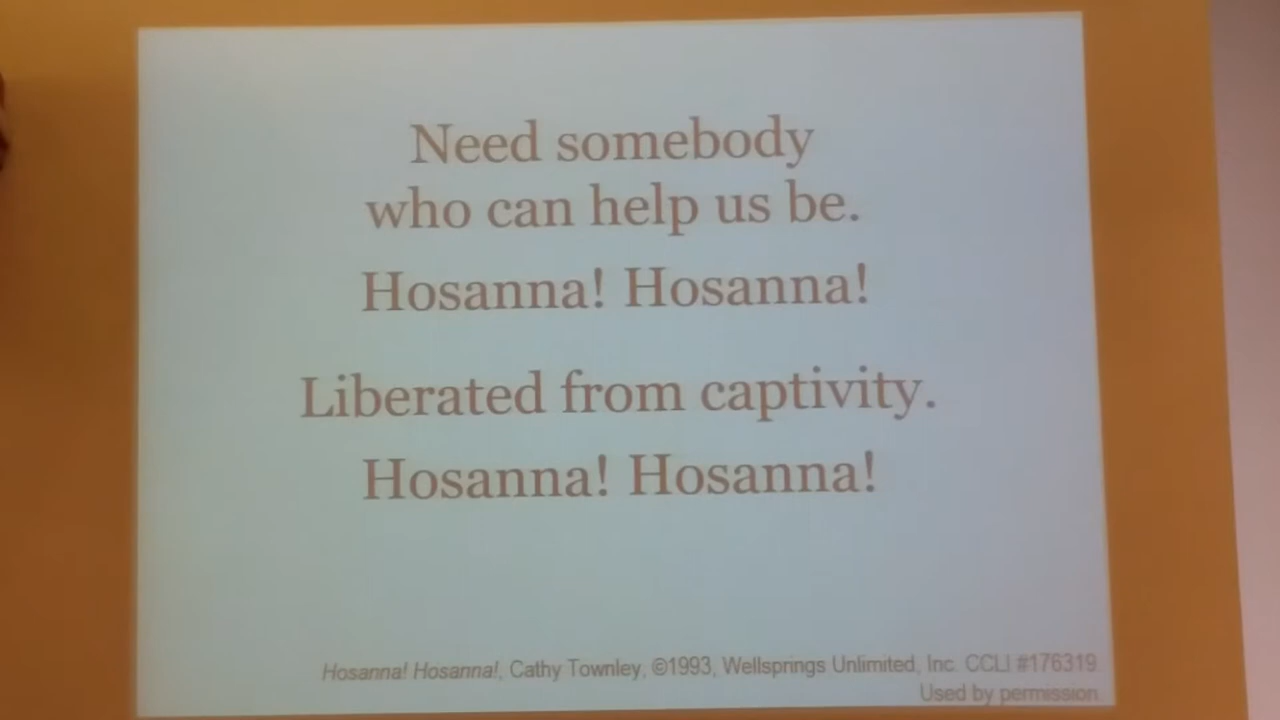 Need somebody
who can help us be.
Hosanna! Hosanna!
Liberated from captivity.
Hosanna! Hosanna!
Hosanna! Hosanna!, Cathy Townley, ©1993, Wellsprings Unlimited, Inc. CCLI #176319
Used by permission.